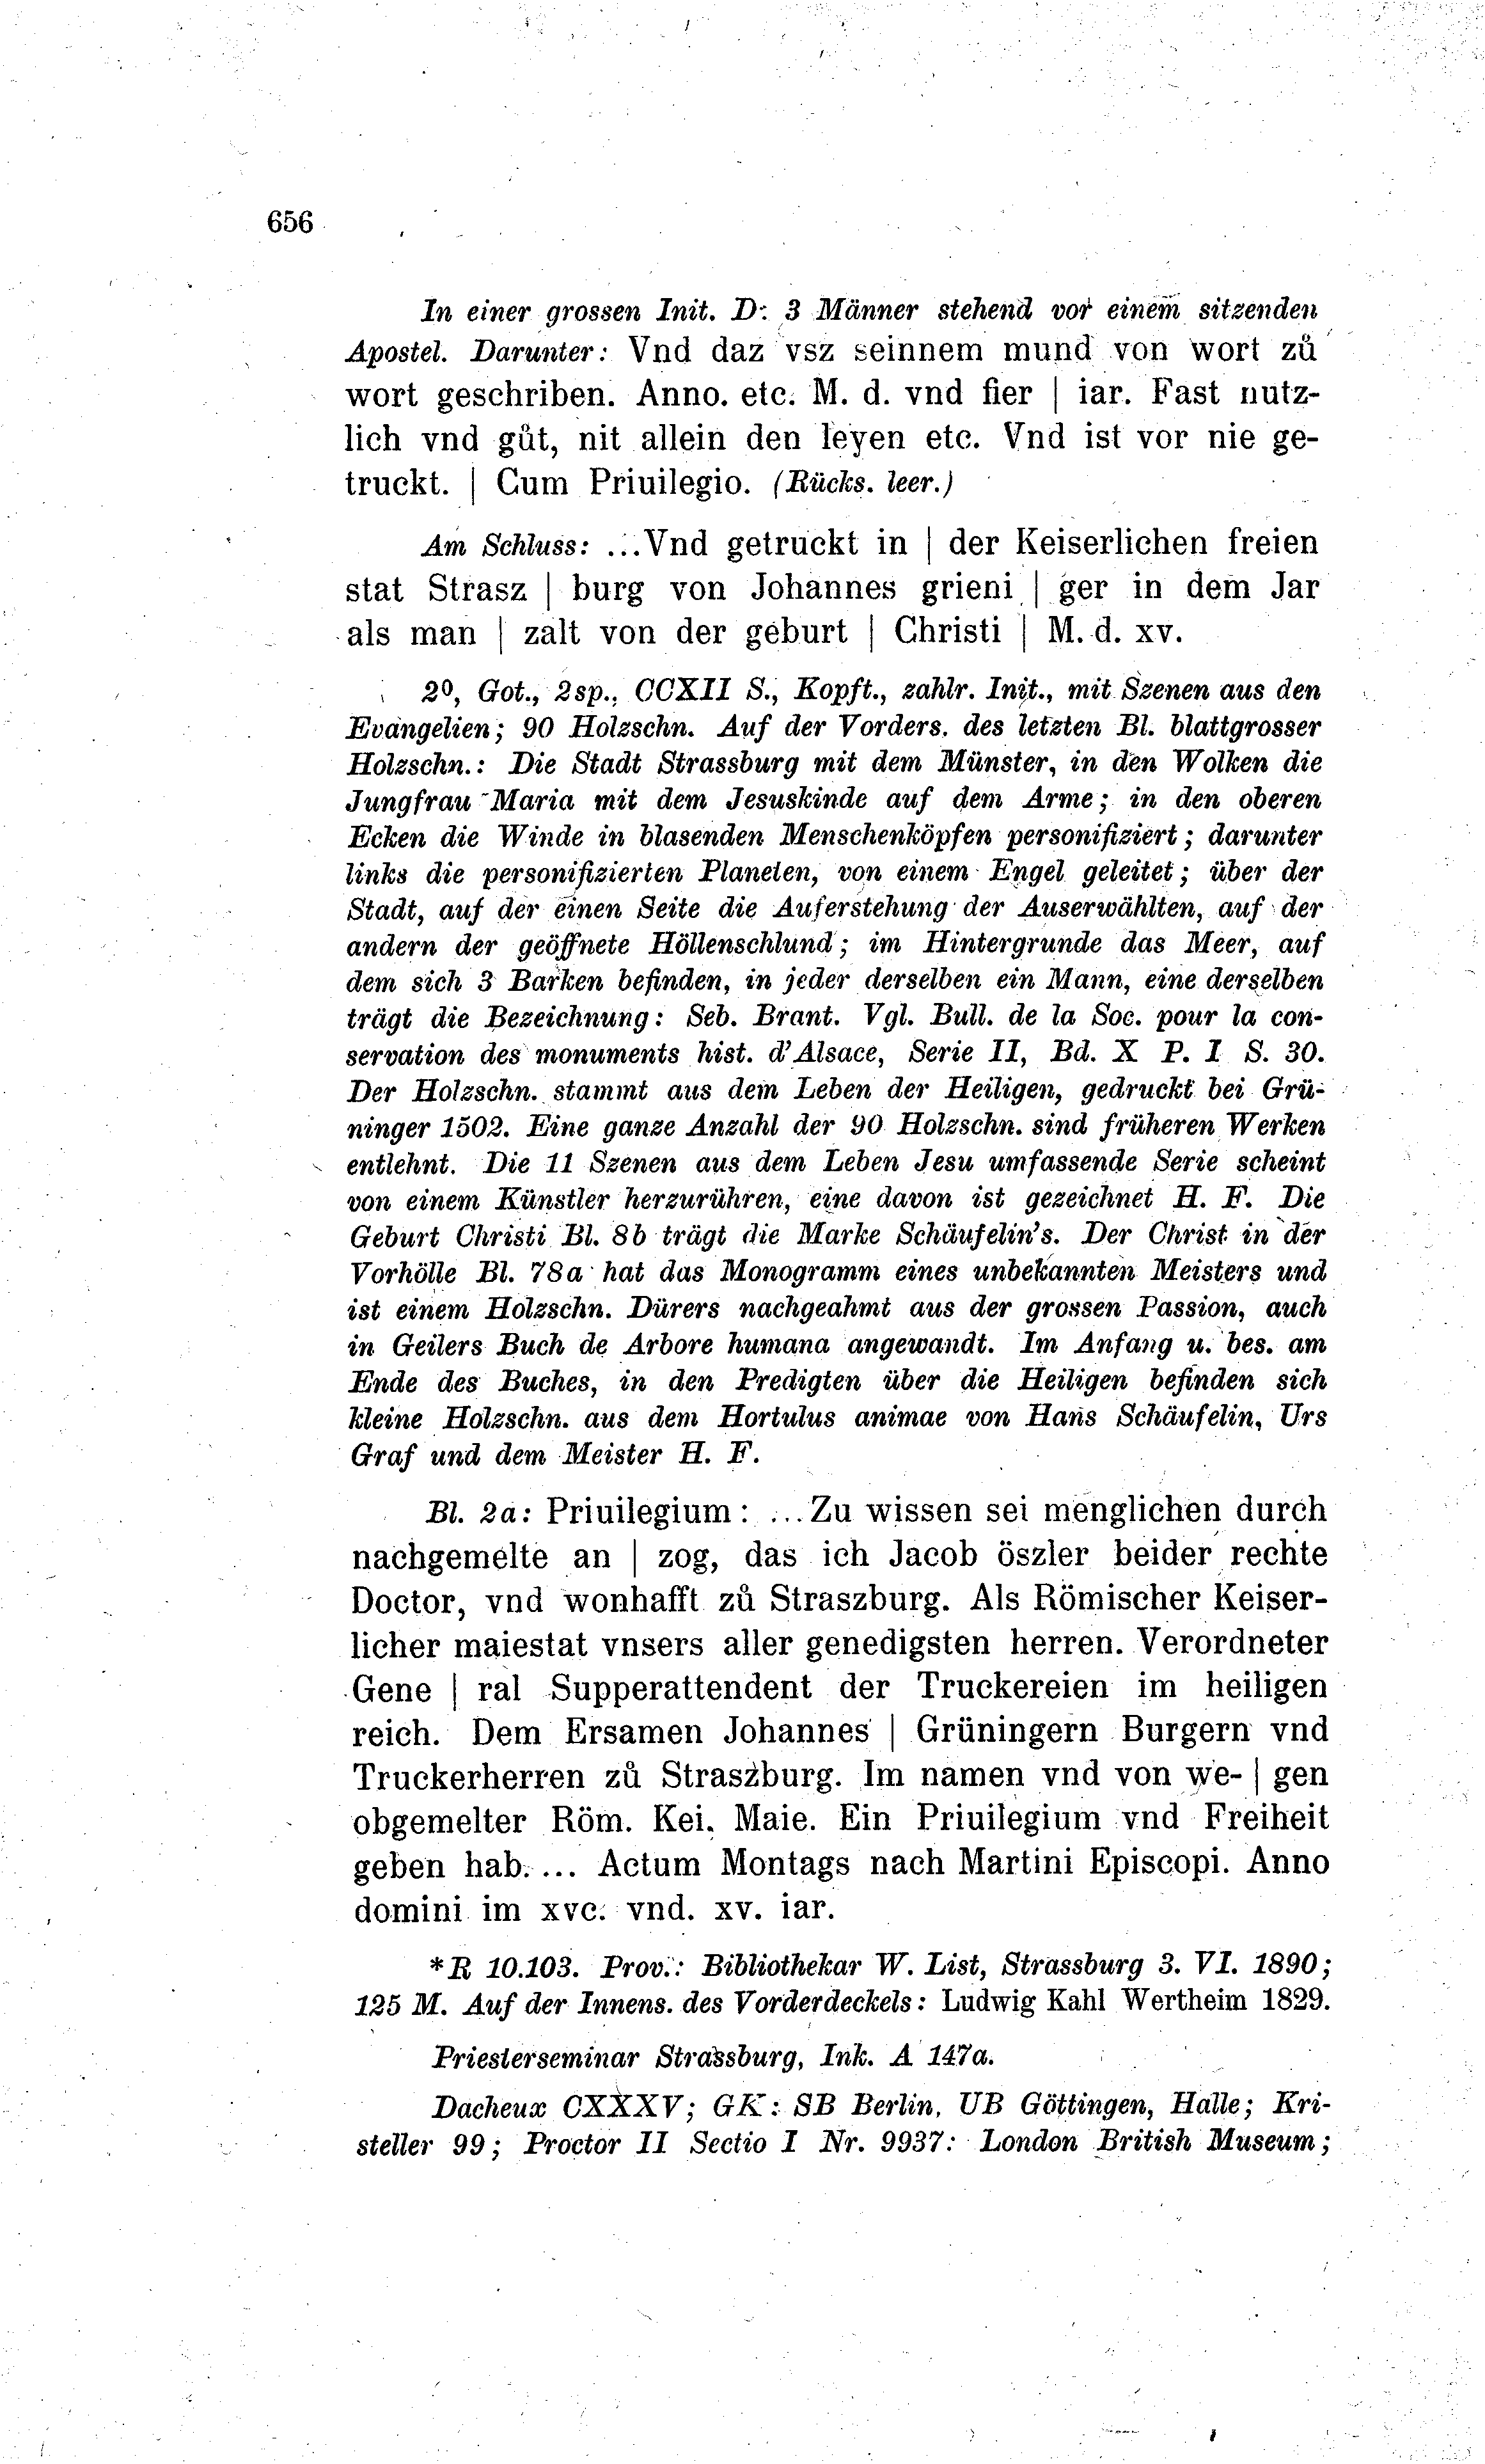 656
In einer grossen Init. D: 3 Männer stehend vor einem sitzenden
Apostel. Darunter: Vnd daz vsz seinnem mund von wort zů
wort geschriben. Anno. etc. M. d. vnd fier | iar. Fast nutz-
lich vnd gůt, nit allein den leyen etc. Vnd ist vor nie ge-
truckt. | Cum Priuilegio. (Rücks. leer.)
Am Schluss: ...Vnd getruckt in | der Keiserlichen freien
stat Strasz | burg von Johannes grieni | ger in dem Jar
als man | zalt von der geburt | Christi | M. d. xv.
2⁰, Got., 2sp., CCXII S., Kopft., zahlr. Init., mit Szenen aus den
Evangelien; 90 Holzschn. Auf der Vorders. des letzten Bl. blattgrosser
Holzschn.: Die Stadt Strassburg mit dem Münster, in den Wolken die
Jungfrau Maria mit dem Jesuskinde auf dem Arme; in den oberen
Ecken die Winde in blasenden Menschenköpfen personifiziert; darunter
links die personifizierten Planeten, von einem Engel geleitet; über der
Stadt, auf der einen Seite die Auferstehung der Auserwählten, auf der
andern der geöffnete Höllenschlund; im Hintergrunde das Meer, auf
dem sich 3 Barken befinden, in jeder derselben ein Mann, eine derselben
trägt die Bezeichnung: Seb. Brant. Vgl. Bull. de la Soc. pour la con-
servation des monuments hist. d'Alsace, Serie II, Bd. X P. I S. 30.
Der Holzschn. stammt aus dem Leben der Heiligen, gedruckt bei Grü-
ninger 1502. Eine ganze Anzahl der 90 Holzschn. sind früheren Werken
entlehnt. Die 11 Szenen aus dem Leben Jesu umfassende Serie scheint
von einem Künstler herzurühren, eine davon ist gezeichnet H. F. Die
Geburt Christi Bl. 8b trägt die Marke Schäufelin's. Der Christ in der
Vorhölle Bl. 78a hat das Monogramm eines unbekannten Meisters und
ist einem Holzschn. Dürers nachgeahmt aus der grossen Passion, auch
in Geilers Buch de Arbore humana angewandt. Im Anfang u. bes. am
Ende des Buches, in den Predigten über die Heiligen befinden sich
kleine Holzschn. aus dem Hortulus animae von Hans Schäufelin, Urs
Graf und dem Meister H. F.
Bl. 2a: Priuilegium: ...Zu wissen sei menglichen durch
nachgemelte an | zog, das ich Jacob öszler beider rechte
Doctor, vnd wonhafft zů Straszburg. Als Römischer Keiser-
licher maiestat vnsers aller genedigsten herren. Verordneter
Gene | ral Supperattendent der Truckereien im heiligen
reich. Dem Ersamen Johannes | Grüningern Burgern vnd
Truckerherren zů Straszburg. Im namen vnd von we- | gen
obgemelter Röm. Kei. Maie. Ein Priuilegium vnd Freiheit
geben hab. ... Actum Montags nach Martini Episcopi. Anno
domini im xvc. vnd. xv. iar.
*R 10.103. Prov.: Bibliothekar W. List, Strassburg 3. VI. 1890;
125 M. Auf der Innens. des Vorderdeckels: Ludwig Kahl Wertheim 1829.
Priesterseminar Strassburg, Ink. A 147a.
Dacheux CXXXV; GK: SB Berlin, UB Göttingen, Halle; Kri-
steller 99; Proctor II Sectio I Nr. 9937: London British Museum;